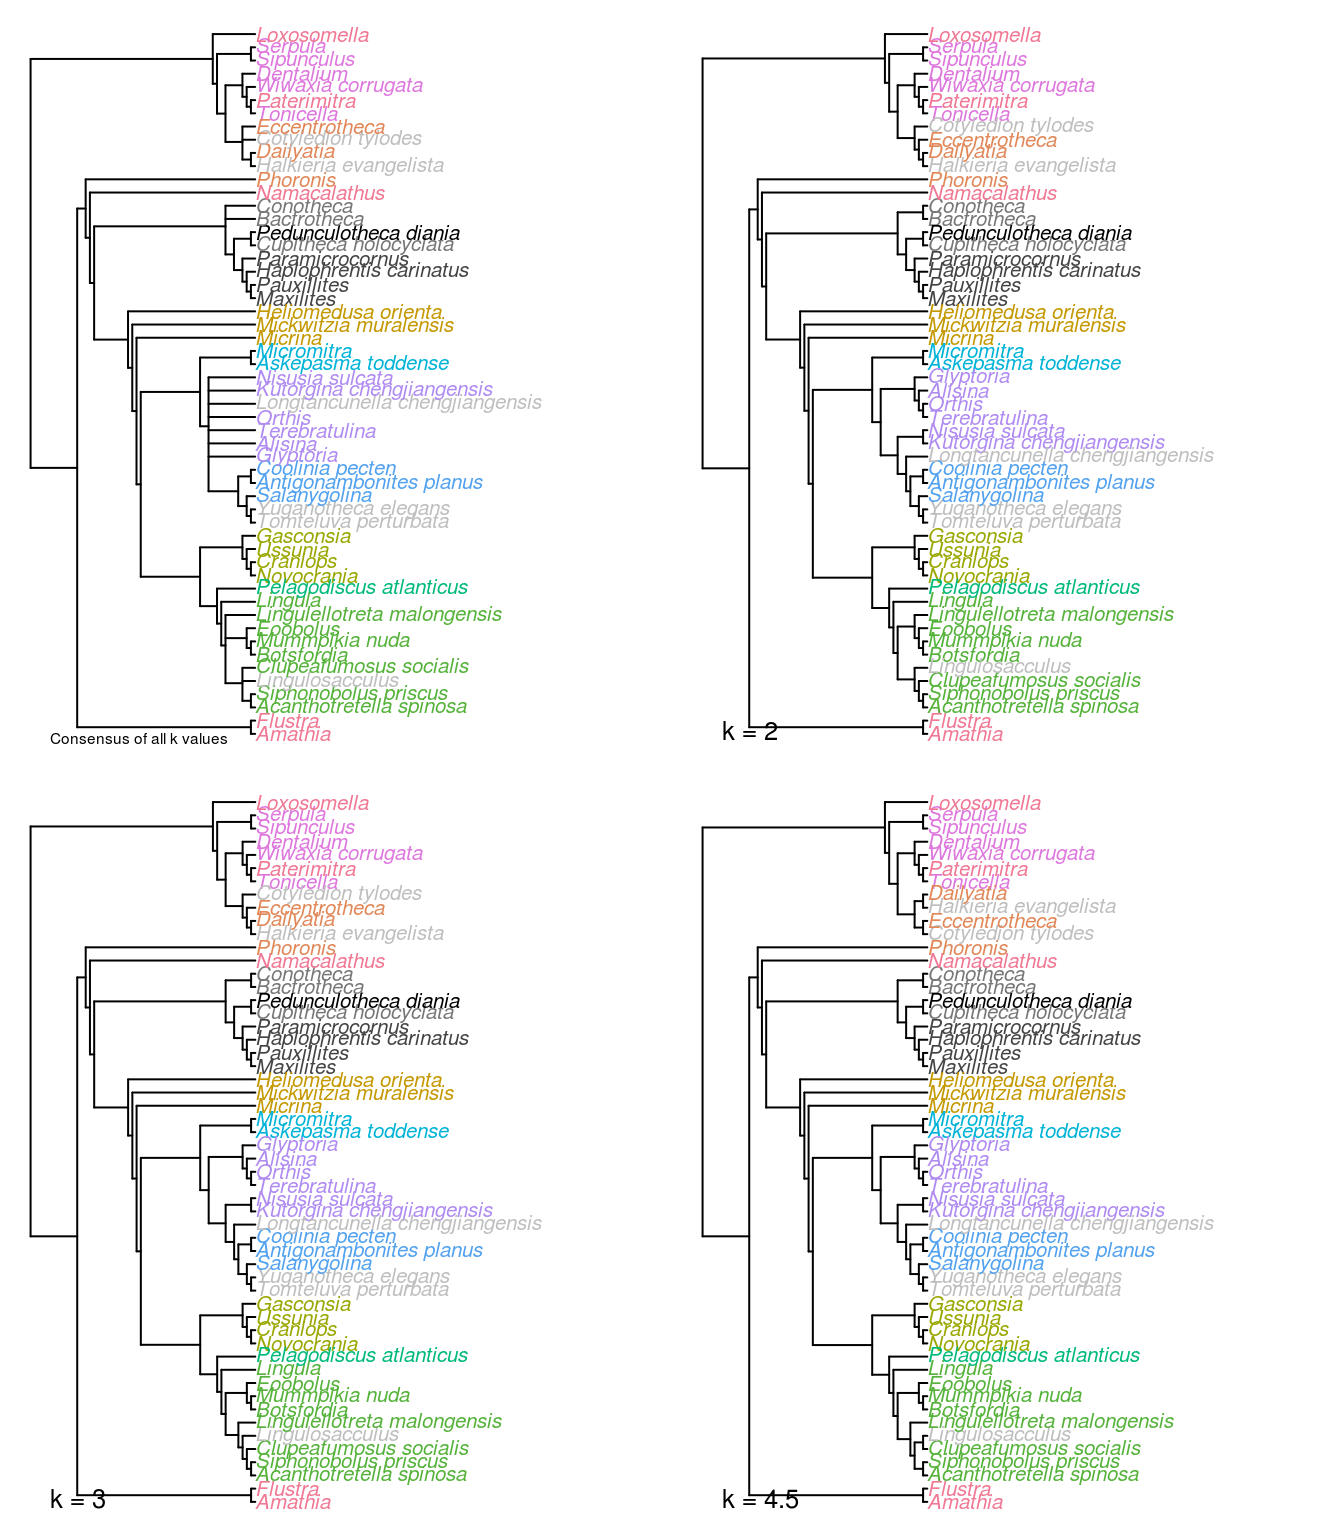 Loxosomella
Serpula
Sipunculus
Dentalium
Wiwaxia corrugata
Paterimitra
Tonicella
Eccentrotheca
Cotyledion tylodes
Dailyatia
Halkieria evangelista
Phoronis
Namacalathus
Conotheca
Bactrotheca
Pedunculotheca diania
Cupitheca holocyclata
Paramicrocornus
Haplophrentis carinatus
Pauxillites
Maxilites
Heliomedusa orienta
Mickwitzia muralensis
Micrina
Micromitra
Askepasma toddense
Nisusia sulcata
Kutorgina chengjiangensis
Longtancunella chengjiangensis
Orthis
Terebratulina
Alisina
Glyptoria
Coolinia pecten
Antigonambonites planus
Salanygolina
Yuganotheca elegans
Tomteluva perturbata
Gasconsia
Ussunia
Craniops
Novocrania
Pelagodiscus atlanticus
Lingula
Lingulellotreta malongensis
Eoobolus
Mummpikia nuda
Botsfordia
Clupeafumosus socialis
Lingulosacculus
Siphonobolus priscus
Acanthotretella spinosa
Flustra
Amathia
Consensus of all k values
Loxosomella
Serpula
Sipunculus
Dentalium
Wiwaxia corrugata
Paterimitra
Tonicella
Cotyledion tylodes
Eccentrotheca
Dailyatia
Halkieria evangelista
Phoronis
Namacalathus
Conotheca
Bactrotheca
Pedunculotheca diania
Cupitheca holocyclata
Paramicrocornus
Haplophrentis carinatus
Pauxillites
Maxilites
Heliomedusa orienta
Mickwitzia muralensis
Micrina
Micromitra
Askepasma toddense
Glyptoria
Alisina
Orthis
Terebratulina
Nisusia sulcata
Kutorgina chengjiangensis
Longtancunella chengjiangensis
Coolinia pecten
Antigonambonites planus
Salanygolina
Yuganotheca elegans
Tomteluva perturbata
Gasconsia
Ussunia
Craniops
Novocrania
Pelagodiscus atlanticus
Lingula
Lingulellotreta malongensis
Eoobolus
Mummpikia nuda
Botsfordia
Lingulosacculus
Clupeafumosus socialis
Siphonobolus priscus
Acanthotretella spinosa
Flustra
Amathia
k = 2
Loxosomella
Serpula
Sipunculus
Dentalium
Wiwaxia corrugata
Paterimitra
Tonicella
Cotyledion tylodes
Eccentrotheca
Dailyatia
Halkieria evangelista
Phoronis
Namacalathus
Conotheca
Bactrotheca
Pedunculotheca diania
Cupitheca holocyclata
Paramicrocornus
Haplophrentis carinatus
Pauxillites
Maxilites
Heliomedusa orienta
Mickwitzia muralensis
Micrina
Micromitra
Askepasma toddense
Glyptoria
Alisina
Orthis
Terebratulina
Nisusia sulcata
Kutorgina chengjiangensis
Longtancunella chengjiangensis
Coolinia pecten
Antigonambonites planus
Salanygolina
Yuganotheca elegans
Tomteluva perturbata
Gasconsia
Ussunia
Craniops
Novocrania
Pelagodiscus atlanticus
Lingula
Eoobolus
Mummpikia nuda
Botsfordia
Lingulellotreta malongensis
Lingulosacculus
Clupeafumosus socialis
Siphonobolus priscus
Acanthotretella spinosa
Flustra
Amathia
k = 3
Loxosomella
Serpula
Sipunculus
Dentalium
Wiwaxia corrugata
Paterimitra
Tonicella
Dailyatia
Halkieria evangelista
Eccentrotheca
Cotyledion tylodes
Phoronis
Namacalathus
Conotheca
Bactrotheca
Pedunculotheca diania
Cupitheca holocyclata
Paramicrocornus
Haplophrentis carinatus
Pauxillites
Maxilites
Heliomedusa orienta
Mickwitzia muralensis
Micrina
Micromitra
Askepasma toddense
Glyptoria
Alisina
Orthis
Terebratulina
Nisusia sulcata
Kutorgina chengjiangensis
Longtancunella chengjiangensis
Coolinia pecten
Antigonambonites planus
Salanygolina
Yuganotheca elegans
Tomteluva perturbata
Gasconsia
Ussunia
Craniops
Novocrania
Pelagodiscus atlanticus
Lingula
Eoobolus
Mummpikia nuda
Botsfordia
Lingulellotreta malongensis
Lingulosacculus
Clupeafumosus socialis
Siphonobolus priscus
Acanthotretella spinosa
Flustra
Amathia
k = 4.5